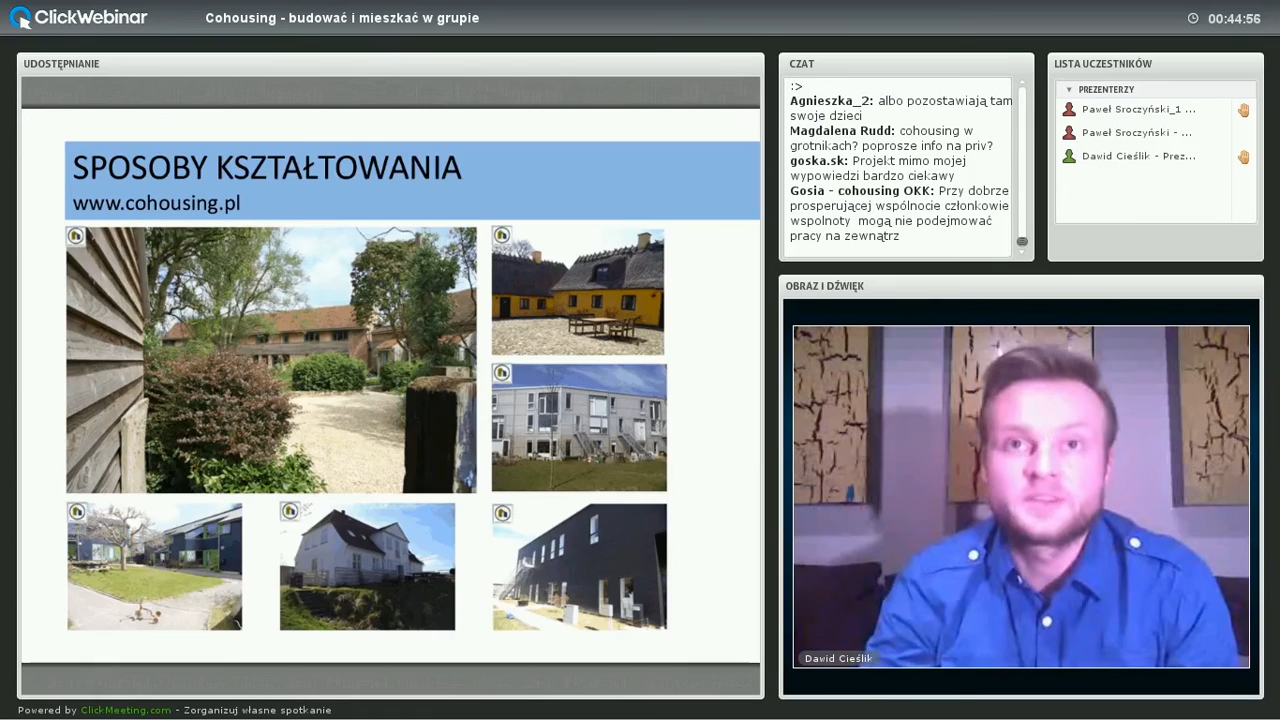 ClickWebinar
Cohousing - budować i mieszkać w grupie
00:44:56
UDOSTĘPNIANIE
SPOSOBY KSZTAŁTOWANIA
www.cohousing.pl
CZAT
:>
Agnieszka_2: albo pozostawiają tam
swoje dzieci
Magdalena Rudd: cohousing w
grotnikach? poprosze info na priv?
goska.sk: Projekt mimo mojej
wypowiedzi bardzo ciekawy
Gosia - cohousing OKK: Przy dobrze
prosperującej wspólnocie członkowie
wspolnoty mogą nie podejmować
pracy na zewnątrz
LISTA UCZESTNIKÓW
PREZENTERZY
Paweł Sroczyński_1 ...
Paweł Sroczyński - ...
Dawid Cieślik - Prez...
OBRAZ I DŹWIĘK
Dawid Cieślik
Powered by ClickMeeting.com - Zorganizuj własne spotkanie